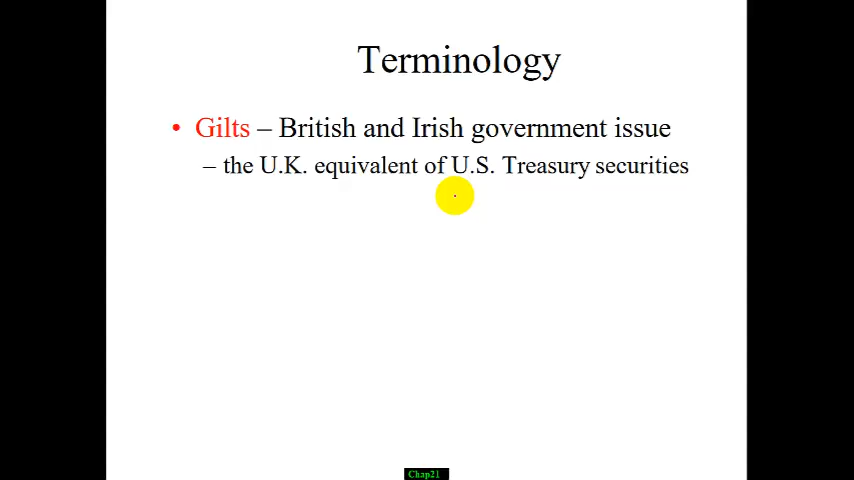 Terminology
• Gilts – British and Irish government issue
– the U.K. equivalent of U.S. Treasury securities
Chap21